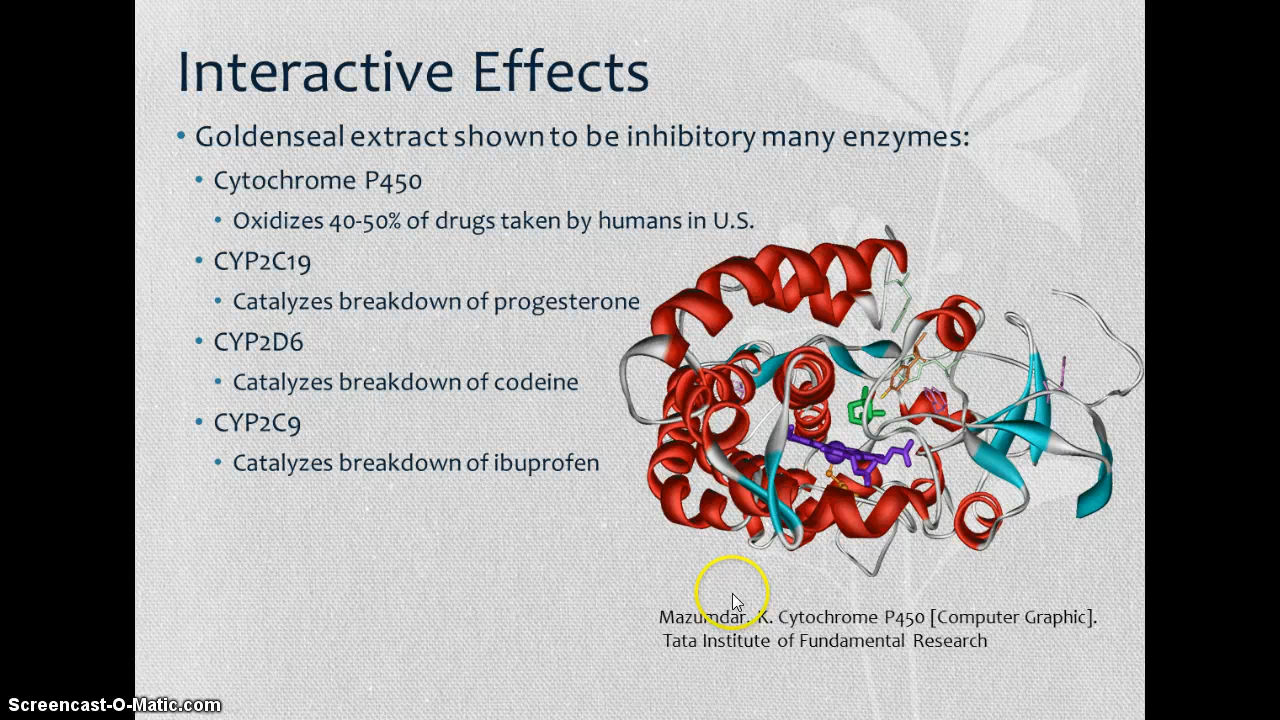 Interactive Effects
• Goldenseal extract shown to be inhibitory many enzymes:
• Cytochrome P450
• Oxidizes 40-50% of drugs taken by humans in U.S.
• CYP2C19
• Catalyzes breakdown of progesterone
• CYP2D6
• Catalyzes breakdown of codeine
• CYP2C9
• Catalyzes breakdown of ibuprofen
Mazumdar, K. Cytochrome P450 [Computer Graphic].
Tata Institute of Fundamental Research
Screencast-O-Matic.com